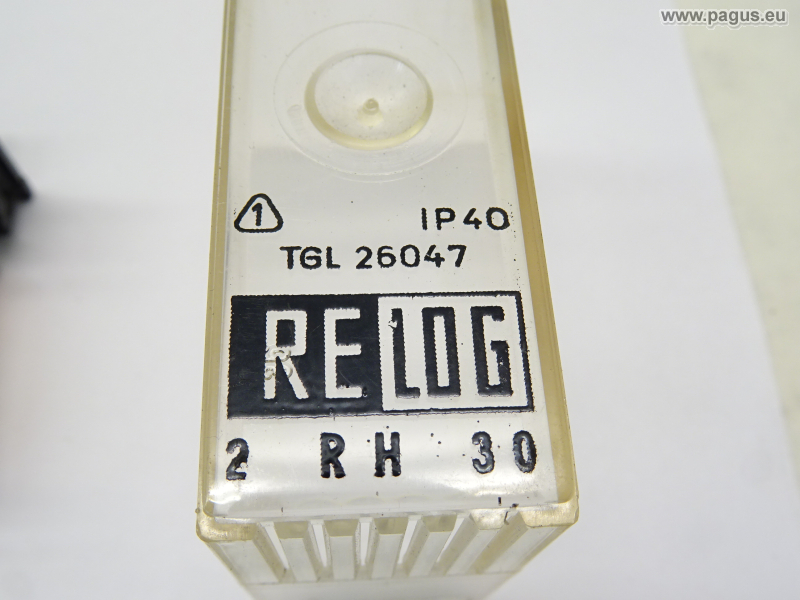 www.pagus.eu
1 IP40
TGL 26047
RELOG
2 RH 30